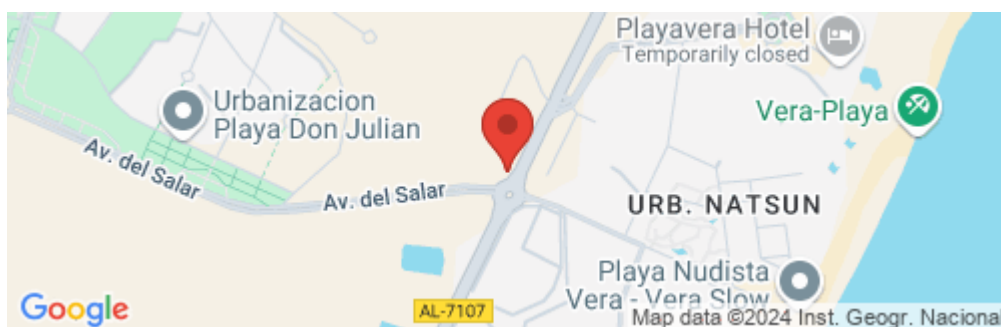 Playavera Hotel
Temporarily closed
Urbanizacion
Playa Don Julian
Vera-Playa
Av. del Salar
Av. del Salar
URB. NATSUN
Playa Nudista
Vera - Vera Slow
AL-7107
Google
Map data ©2024 Inst. Geogr. Naciona